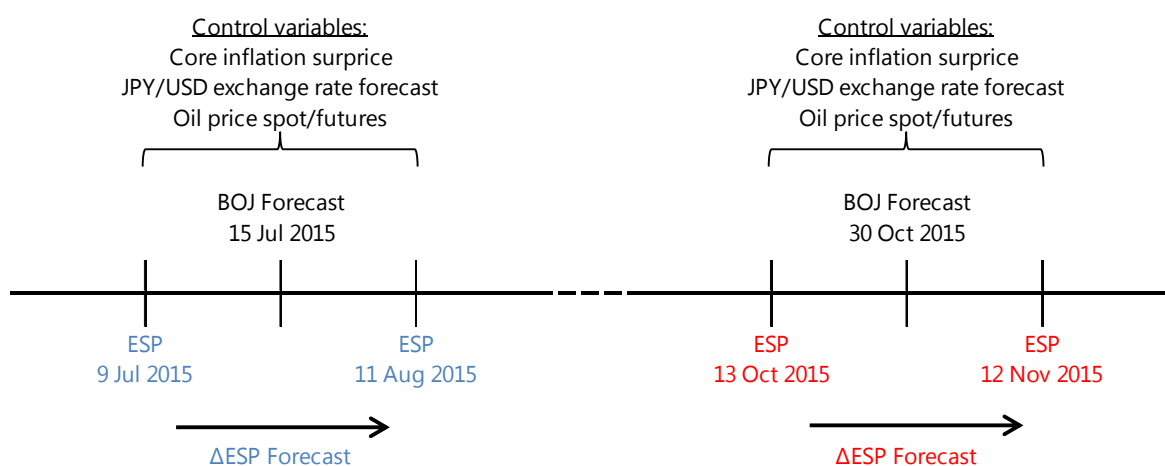 Control variables:
Core inflation surprice
JPY/USD exchange rate forecast
Oil price spot/futures
BOJ Forecast
15 Jul 2015
ESP
9 Jul 2015
ESP
11 Aug 2015
ΔESP Forecast
Control variables:
Core inflation surprice
JPY/USD exchange rate forecast
Oil price spot/futures
BOJ Forecast
30 Oct 2015
ESP
13 Oct 2015
ESP
12 Nov 2015
ΔESP Forecast